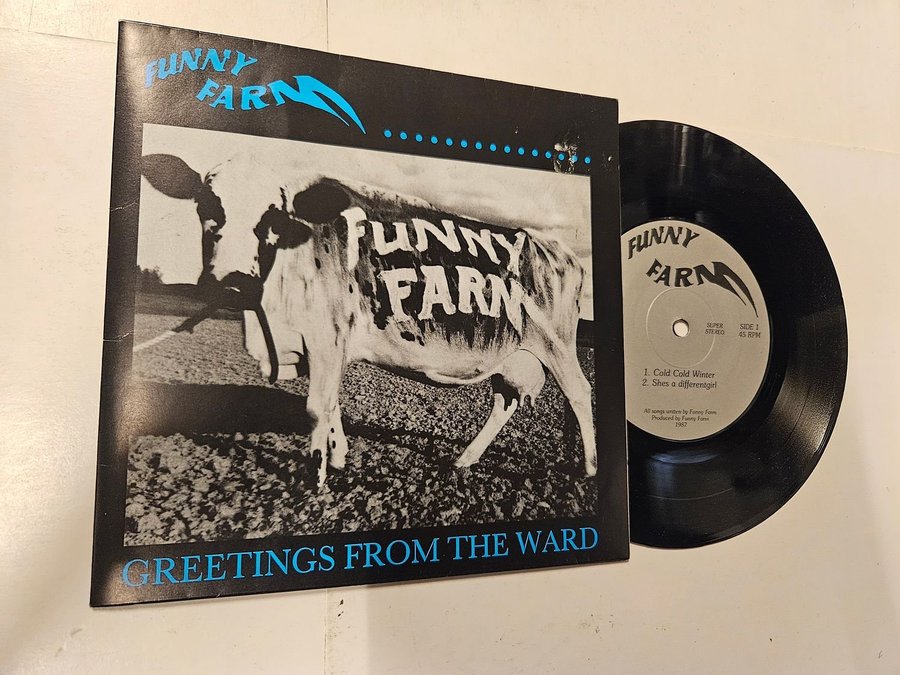 FUNNY
FARM
FUNNY
FARM
GREETINGS FROM THE WARD
FUNNY
FARM
SUPER
STEREO
SIDE 1
45 RPM
1. Cold Cold Winter
2. Shes a differentgirl
All songs written by Funny Farm
Produced by Funny Farm
1987